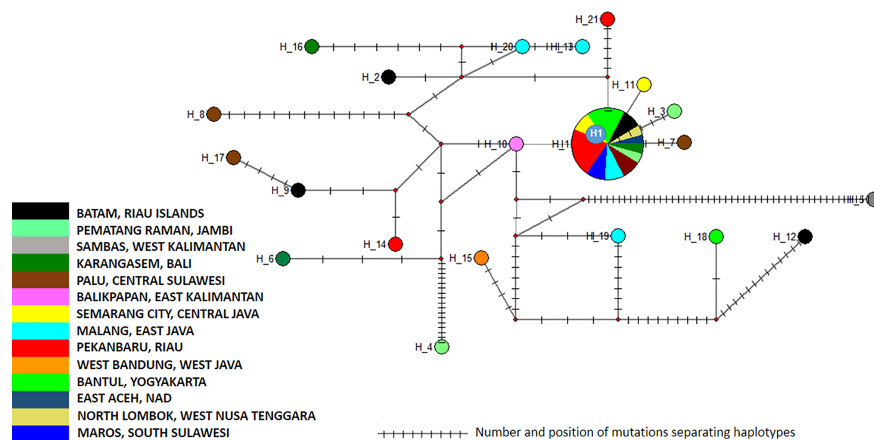 H_21
H_16
H_20
H_13
H_2
H_11
H_8
H_3
H1
H_17
H_10
H_1
H_7
H_9
H_5
H_14
H_19
H_18
H_12
H_6
H_15
H_4
BATAM, RIAU ISLANDS
PEMATANG RAMAN, JAMBI
SAMBAS, WEST KALIMANTAN
KARANGASEM, BALI
PALU, CENTRAL SULAWESI
BALIKPAPAN, EAST KALIMANTAN
SEMARANG CITY, CENTRAL JAVA
MALANG, EAST JAVA
PEKANBARU, RIAU
WEST BANDUNG, WEST JAVA
BANTUL, YOGYAKARTA
EAST ACEH, NAD
NORTH LOMBOK, WEST NUSA TENGGARA
MAROS, SOUTH SULAWESI
Number and position of mutations separating haplotypes